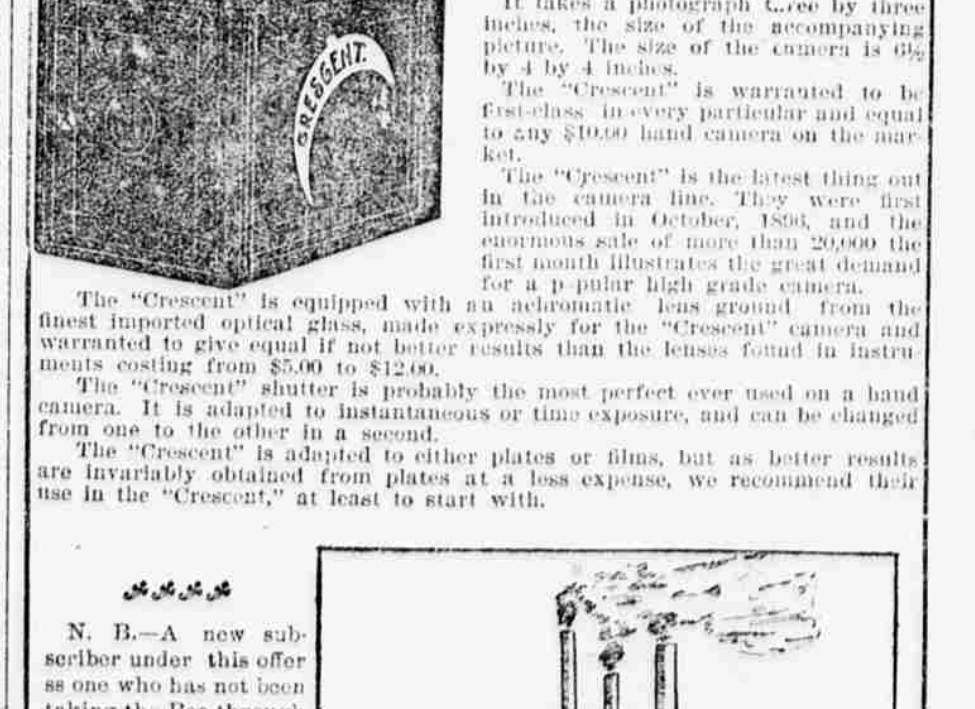 CRESCENT.
It takes a photograph three by three
inches, the size of the accompanying
picture. The size of the camera is 6½
by 4 by 4 inches.
The "Crescent" is warranted to be
first-class in every particular and equal
to any $10.00 hand camera on the mar-
ket.
The "Crescent" is the latest thing out
in the camera line. They were first
introduced in October, 1896, and the
enormous sale of more than 20,000 the
first month illustrates the great demand
for a p pular high grade camera.
The "Crescent" is equipped with an achromatic lens ground from the
finest imported optical glass, made expressly for the "Crescent" camera and
warranted to give equal if not better results than the lenses found in instru-
ments costing from $5.00 to $12.00.
The "Crescent" shutter is probably the most perfect ever used on a hand
camera. It is adapted to instantaneous or time exposure, and can be changed
from one to the other in a second.
The "Crescent" is adapted to either plates or films, but as better results
are invariably obtained from plates at a less expense, we recommend their
use in the "Crescent," at least to start with.
N. B.—A new sub-
scriber under this offer
ss one who has not been
taking the Bee through-